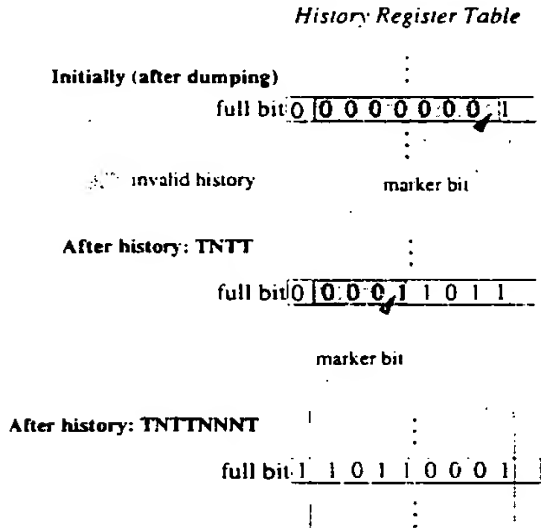 History Register Table
Initially (after dumping)
full bit 0 0 0 0 0 0 0 0 1
invalid history
marker bit
After history: TNTT
full bit 0 0 0 0 1 1 0 1 1
marker bit
After history: TNTTNNNT
full bit 1 1 0 1 1 0 0 0 1